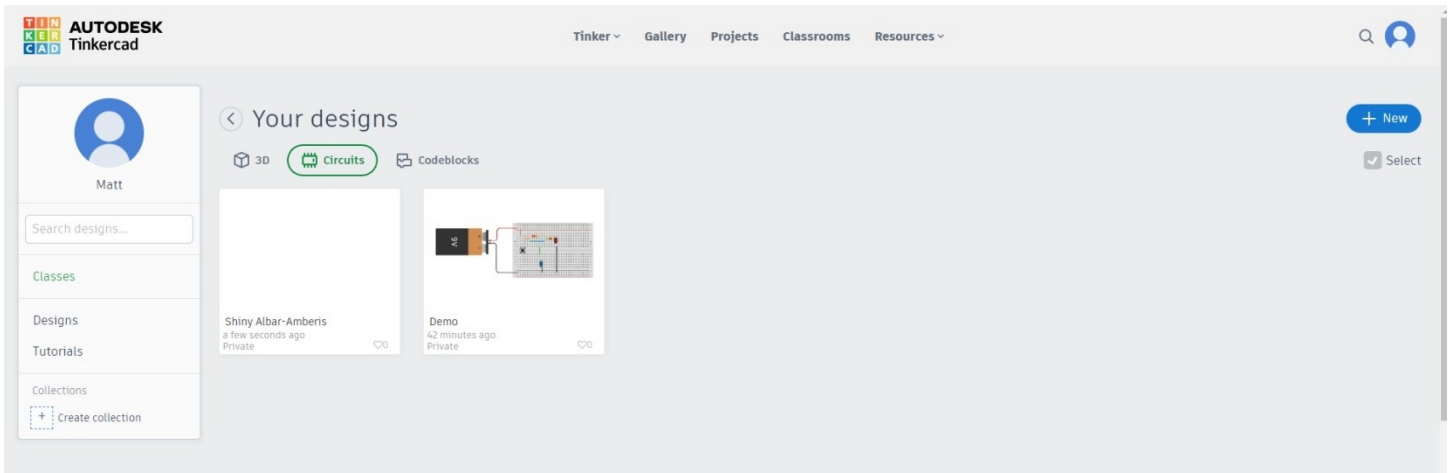 TIN
KER
CAD
AUTODESK
Tinkercad
Tinker Gallery Projects Classrooms Resources
Matt
Search designs...
Classes
Designs
Tutorials
Collections
+ Create collection
Your designs
+ New
3D Circuits Codeblocks
Select
9V
Shiny Albar-Amberis
a few seconds ago
Private 0
Demo
42 minutes ago
Private 0